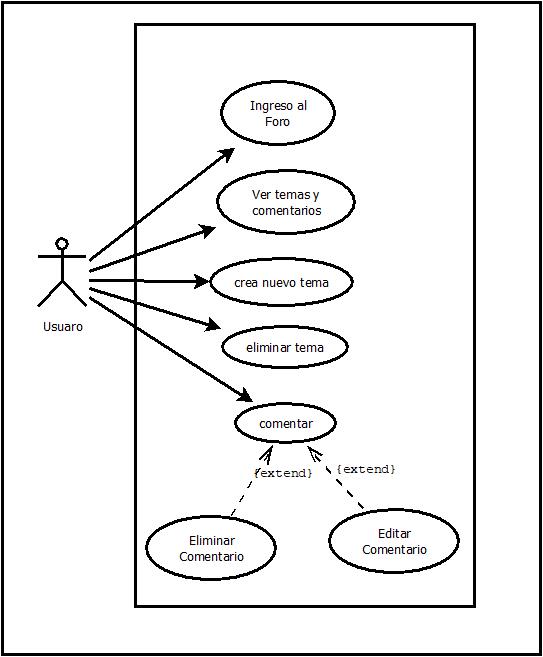 Ingreso al
Foro
Ver temas y
comentarios
crea nuevo tema
Usuaro
eliminar tema
comentar
{extend}
{extend}
Eliminar
Comentario
Editar
Comentario